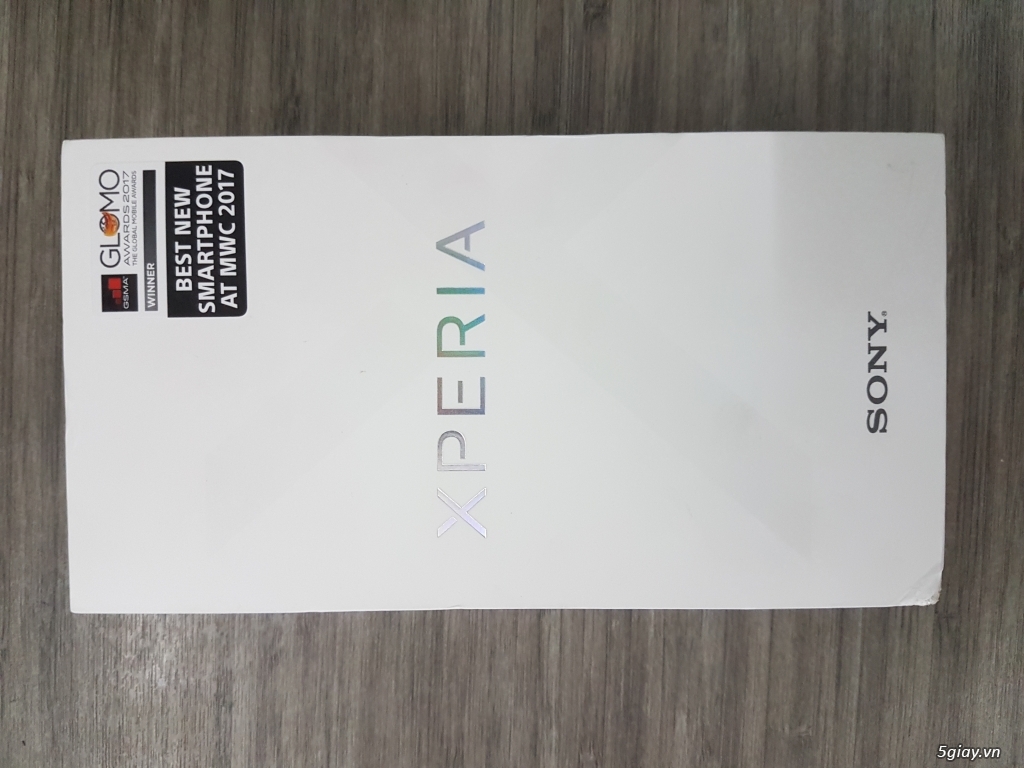 GLOMO
AWARDS 2017
THE GLOBAL MOBILE AWARDS
GSMA
WINNER
BEST NEW
SMARTPHONE
AT MWC 2017
XPERIA
SONY
5giay.vn